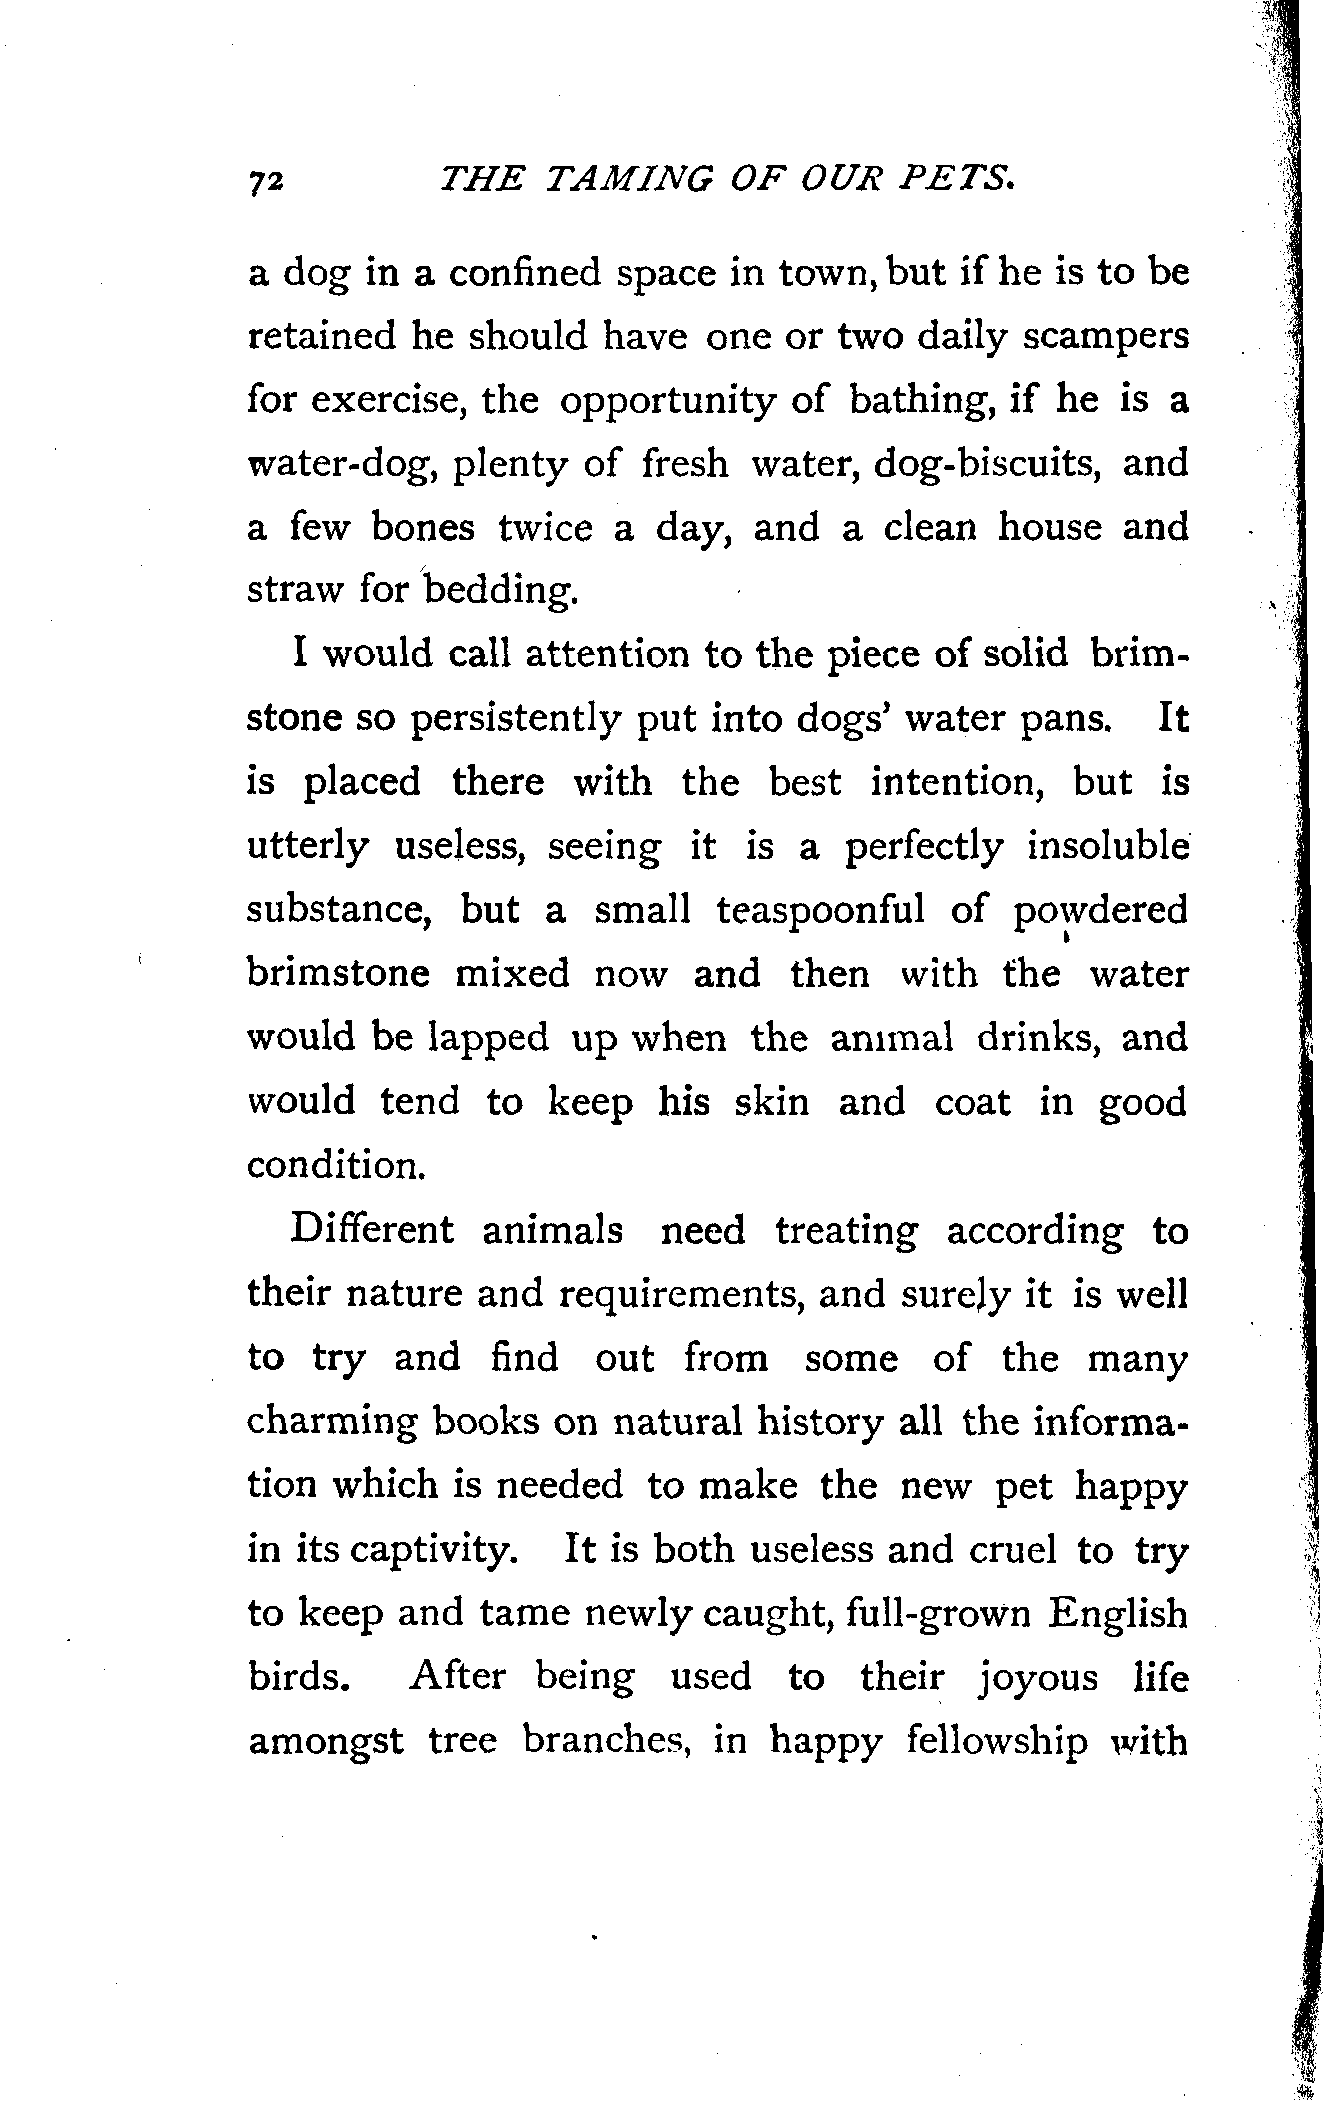 72 THE TAMING OF OUR PETS.
a dog in a confined space in town, but if he is to be
retained he should have one or two daily scampers
for exercise, the opportunity of bathing, if he is a
water-dog, plenty of fresh water, dog-biscuits, and
a few bones twice a day, and a clean house and
straw for bedding.
I would call attention to the piece of solid brim-
stone so persistently put into dogs' water pans. It
is placed there with the best intention, but is
utterly useless, seeing it is a perfectly insoluble
substance, but a small teaspoonful of powdered
brimstone mixed now and then with the water
would be lapped up when the animal drinks, and
would tend to keep his skin and coat in good
condition.
Different animals need treating according to
their nature and requirements, and surely it is well
to try and find out from some of the many
charming books on natural history all the informa-
tion which is needed to make the new pet happy
in its captivity. It is both useless and cruel to try
to keep and tame newly caught, full-grown English
birds. After being used to their joyous life
amongst tree branches, in happy fellowship with